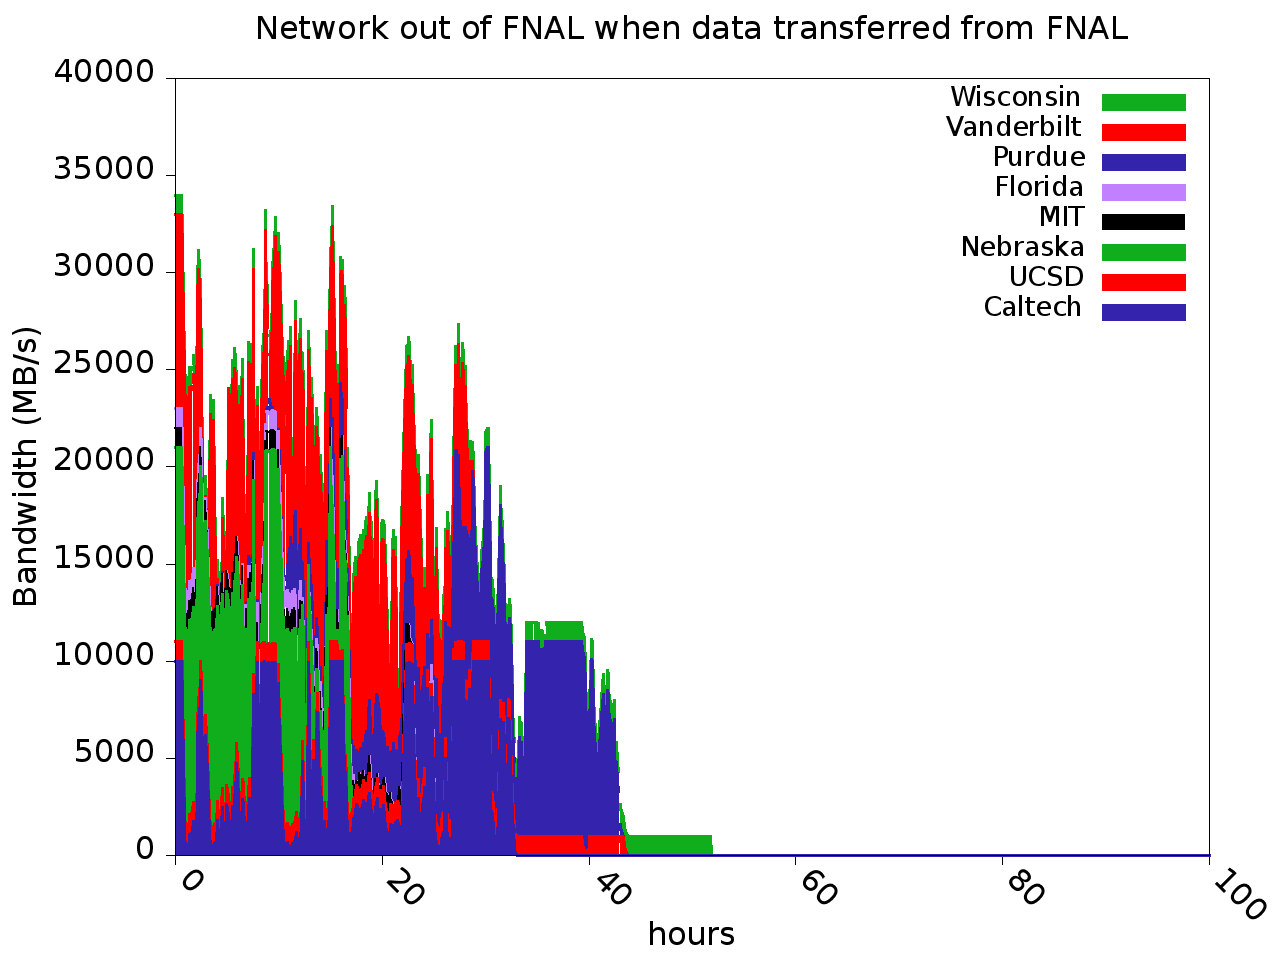 Network out of FNAL when data transferred from FNAL
40000
35000
30000
25000
20000
15000
10000
5000
0
Bandwidth (MB/s)
Wisconsin
Vanderbilt
Purdue
Florida
MIT
Nebraska
UCSD
Caltech
0 20 40 60 80 100
hours